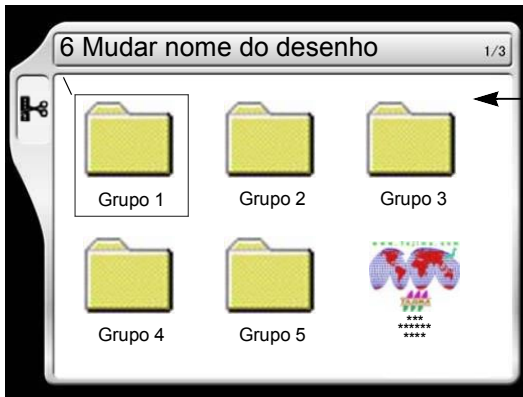 6 Mudar nome do desenho
1/3
Grupo 1
Grupo 2
Grupo 3
www.tajima.com
TAJIMA
Grupo 4
Grupo 5
***
******
****